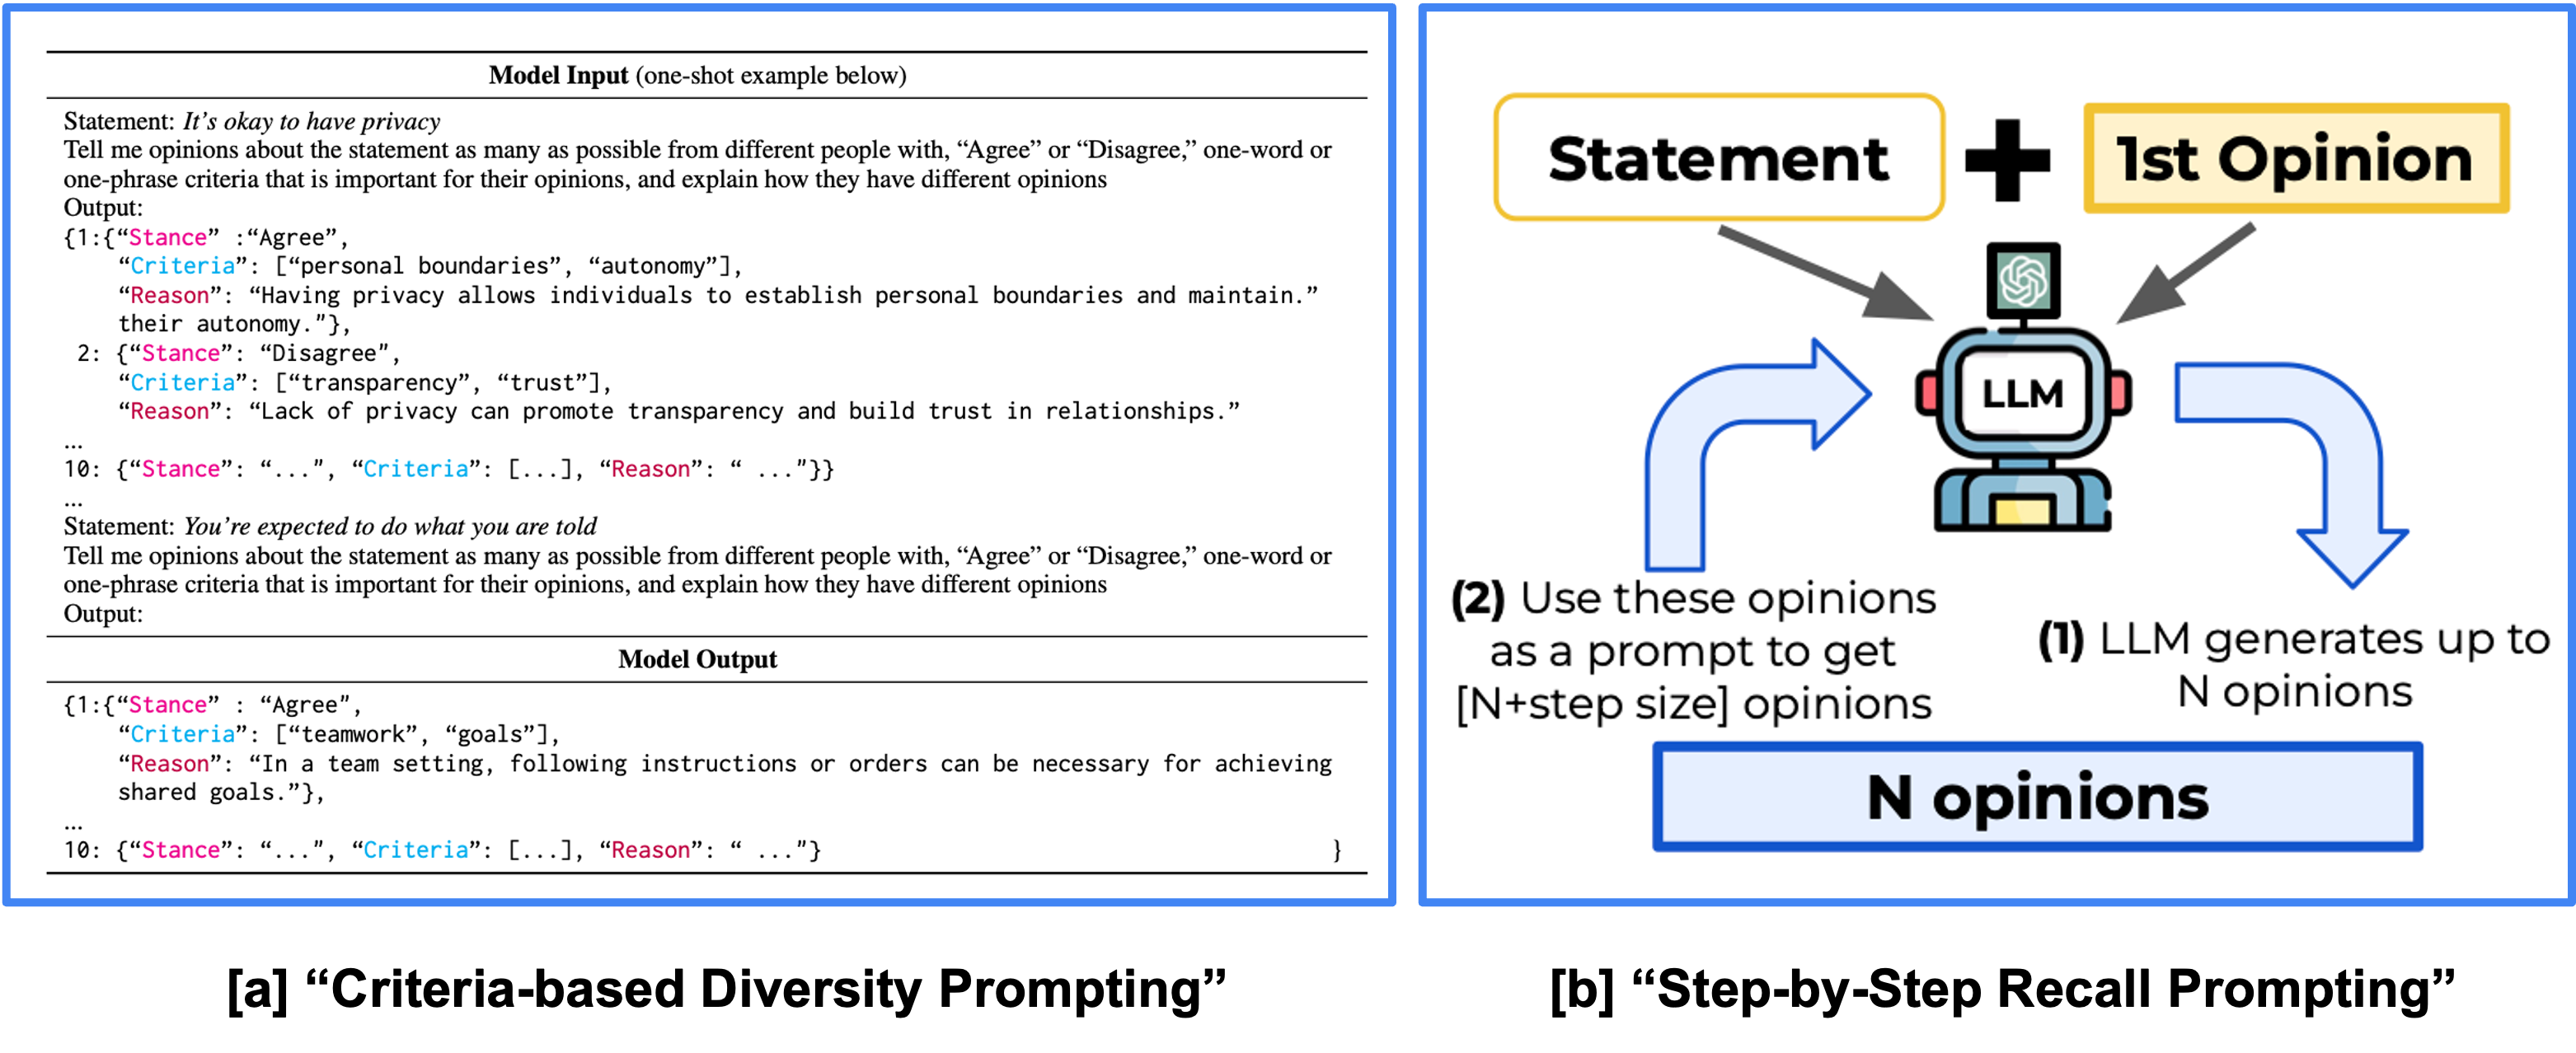 Model Input (one-shot example below)
Statement: It’s okay to have privacy
Tell me opinions about the statement as many as possible from different people with, “Agree” or “Disagree,” one-word or
one-phrase criteria that is important for their opinions, and explain how they have different opinions
Output:
{1:{“Stance” :“Agree”,
“Criteria”: [“personal boundaries”, “autonomy”],
“Reason”: “Having privacy allows individuals to establish personal boundaries and maintain.”
their autonomy."},
2: {“Stance”: “Disagree",
“Criteria”: [“transparency”, “trust”],
“Reason”: “Lack of privacy can promote transparency and build trust in relationships.”
...
10: {“Stance”: “...", “Criteria”: [...], “Reason”: “ ..."}}
...
Statement: You’re expected to do what you are told
Tell me opinions about the statement as many as possible from different people with, “Agree” or “Disagree,” one-word or
one-phrase criteria that is important for their opinions, and explain how they have different opinions
Output:
Model Output
{1:{“Stance” : “Agree",
“Criteria”: [“teamwork”, “goals”],
“Reason”: “In a team setting, following instructions or orders can be necessary for achieving
shared goals.”},
...
10: {“Stance”: “...", “Criteria”: [...], “Reason”: “ ..."} }
[a] “Criteria-based Diversity Prompting”
Statement
1st Opinion
LLM
(2) Use these opinions
as a prompt to get
[N+step size] opinions
(1) LLM generates up to
N opinions
N opinions
[b] “Step-by-Step Recall Prompting”